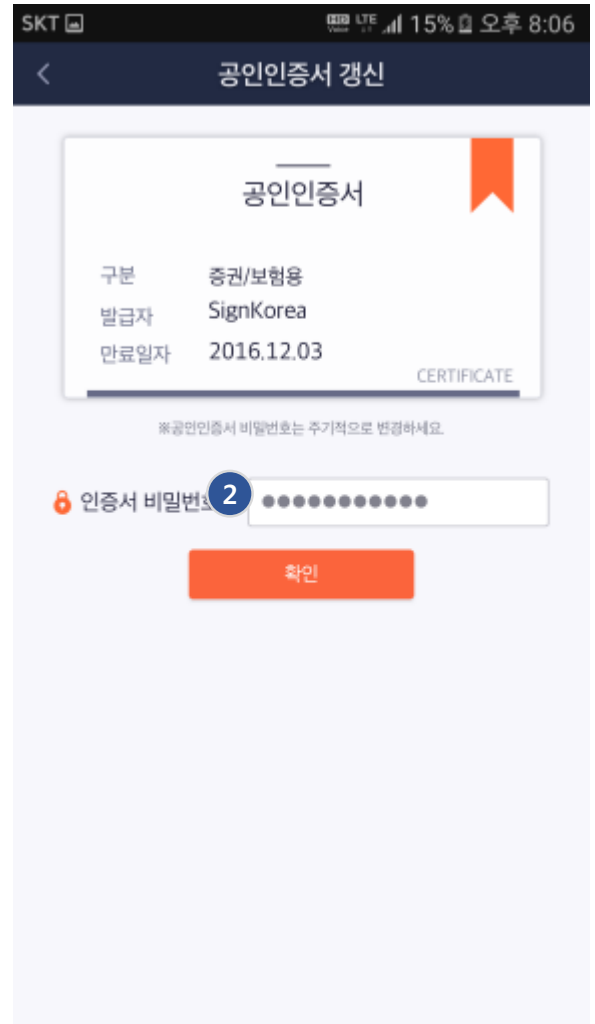 SKT LTE 15% 오후 8:06
공인인증서 갱신
공인인증서
구분 증권/보험용
발급자 SignKorea
만료일자 2016.12.03
CERTIFICATE
※공인인증서 비밀번호는 주기적으로 변경하세요.
인증서 비밀번 2 ●●●●●●●●●●●
확인